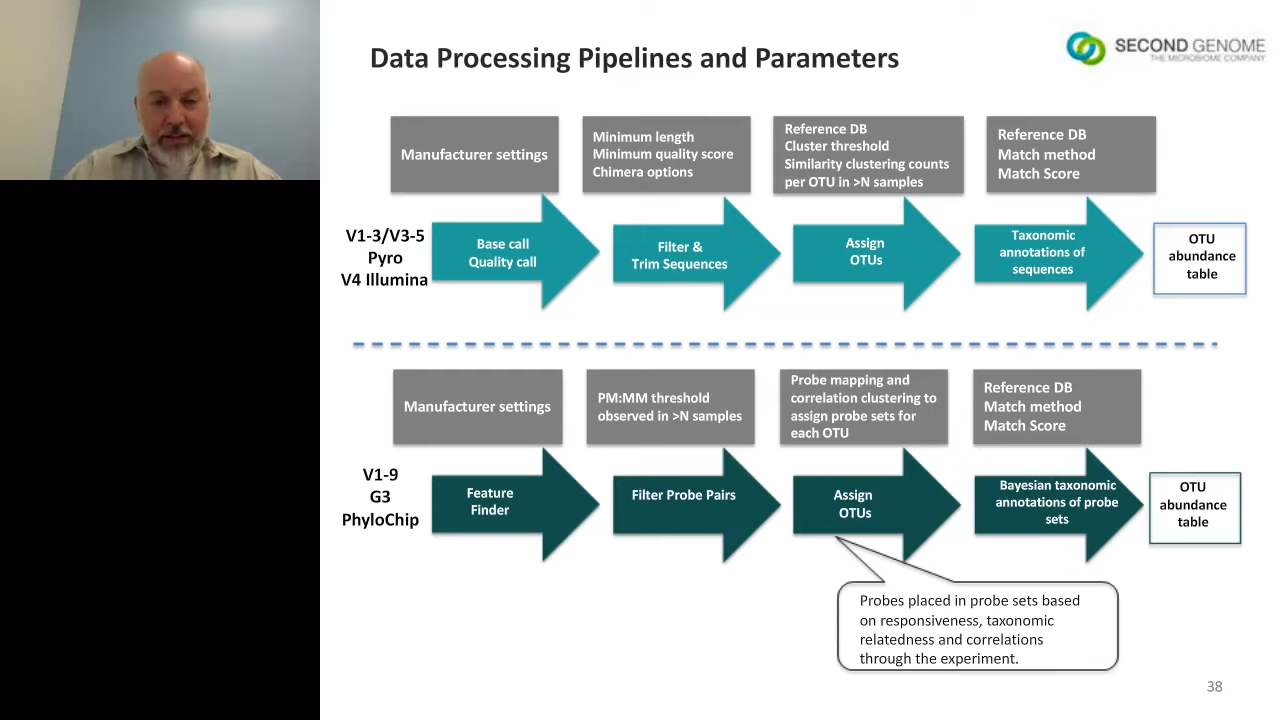 Data Processing Pipelines and Parameters
SECOND GENOME
THE MICROBIOME COMPANY
Manufacturer settings
Minimum length
Minimum quality score
Chimera options
Reference DB
Cluster threshold
Similarity clustering counts
per OTU in >N samples
Reference DB
Match method
Match Score
V1-3/V3-5
Pyro
V4 Illumina
Base call
Quality call
Filter &
Trim Sequences
Assign
OTUs
Taxonomic
annotations of
sequences
OTU
abundance
table
Manufacturer settings
PM:MM threshold
observed in >N samples
Probe mapping and
correlation clustering to
assign probe sets for
each OTU
Reference DB
Match method
Match Score
V1-9
G3
PhyloChip
Feature
Finder
Filter Probe Pairs
Assign
OTUs
Bayesian taxonomic
annotations of probe
sets
OTU
abundance
table
Probes placed in probe sets based
on responsiveness, taxonomic
relatedness and correlations
through the experiment.
38